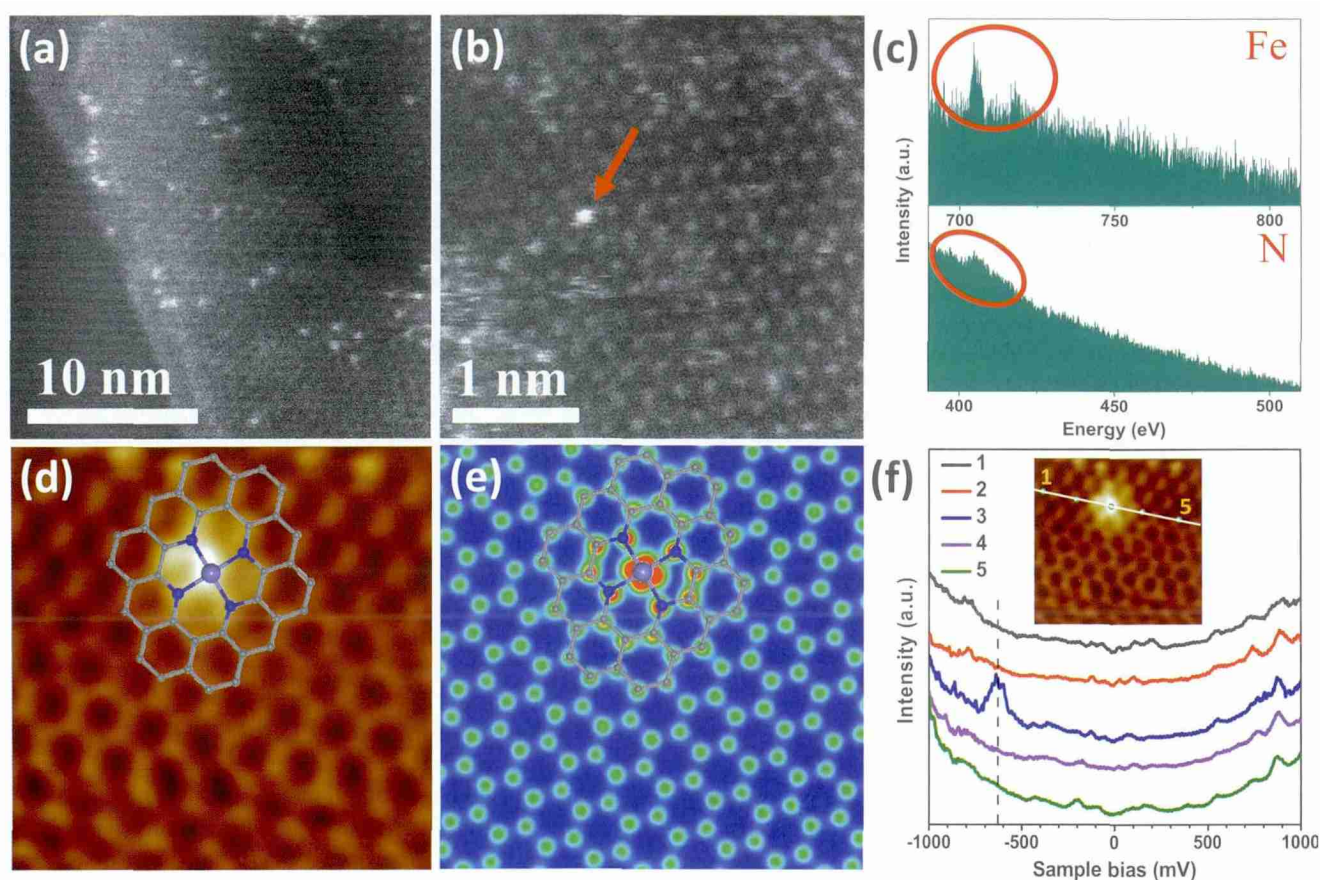 (a)
10 nm
(b)
1 nm
(c)
Fe
N
Intensity (a.u.)
700 750 800
400 450 500
Energy (eV)
(d)
(e)
(f)
1
2
3
4
5
1
5
Intensity (a.u.)
-1000 -500 0 500 1000
Sample bias (mV)